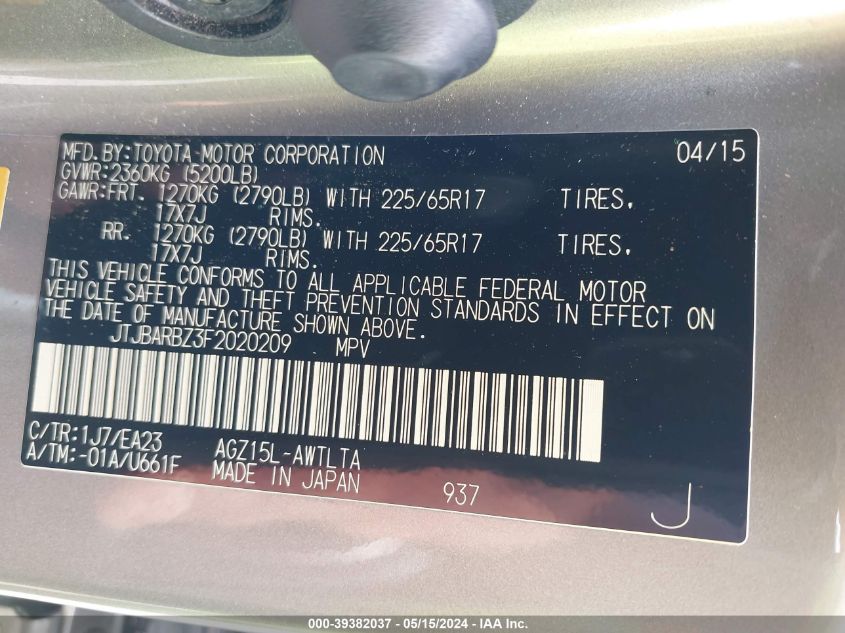 MFD.BY:TOYOTA MOTOR CORPORATION 04/15
GVWR:2360KG (5200LB)
GAWR:FRT. 1270KG (2790LB) WITH 225/65R17 TIRES,
17X7J RIMS.
RR. 1270KG (2790LB) WITH 225/65R17 TIRES,
17X7J RIMS.
THIS VEHICLE CONFORMS TO ALL APPLICABLE FEDERAL MOTOR
VEHICLE SAFETY AND THEFT PREVENTION STANDARDS IN EFFECT ON
THE DATE OF MANUFACTURE SHOWN ABOVE.
JTJBARBZ3F2020209 MPV
C/TR:1J7/EA23 AGZ15L-AWTLTA
A/TM:-01A/U661F MADE IN JAPAN 937 J
000-39382037 - 05/15/2024 - IAA Inc.